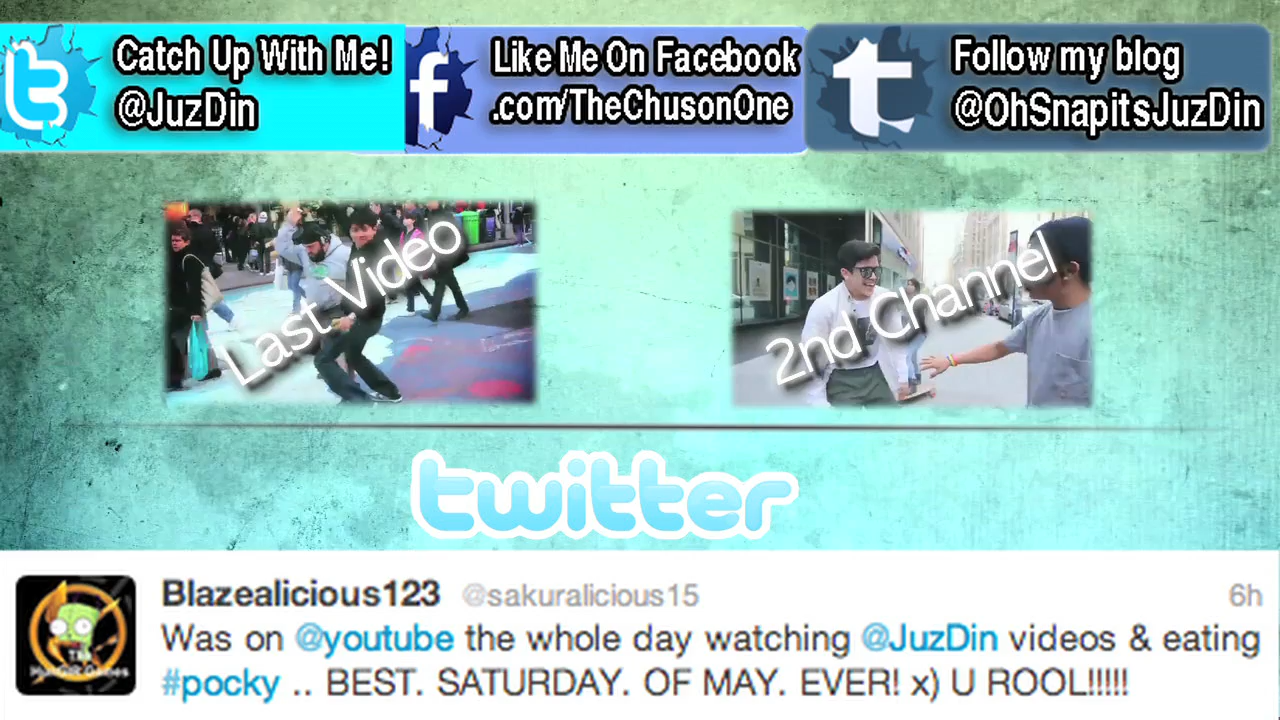 Catch Up With Me!
@JuzDin
Like Me On Facebook
.com/TheChusonOne
Follow my blog
@OhSnapitsJuzDin
Last Video
2nd Channel
twitter
Blazealicious123 @sakuralicious15 6h
Was on @youtube the whole day watching @JuzDin videos & eating
#pocky .. BEST. SATURDAY. OF MAY. EVER! x) U ROOL!!!!!